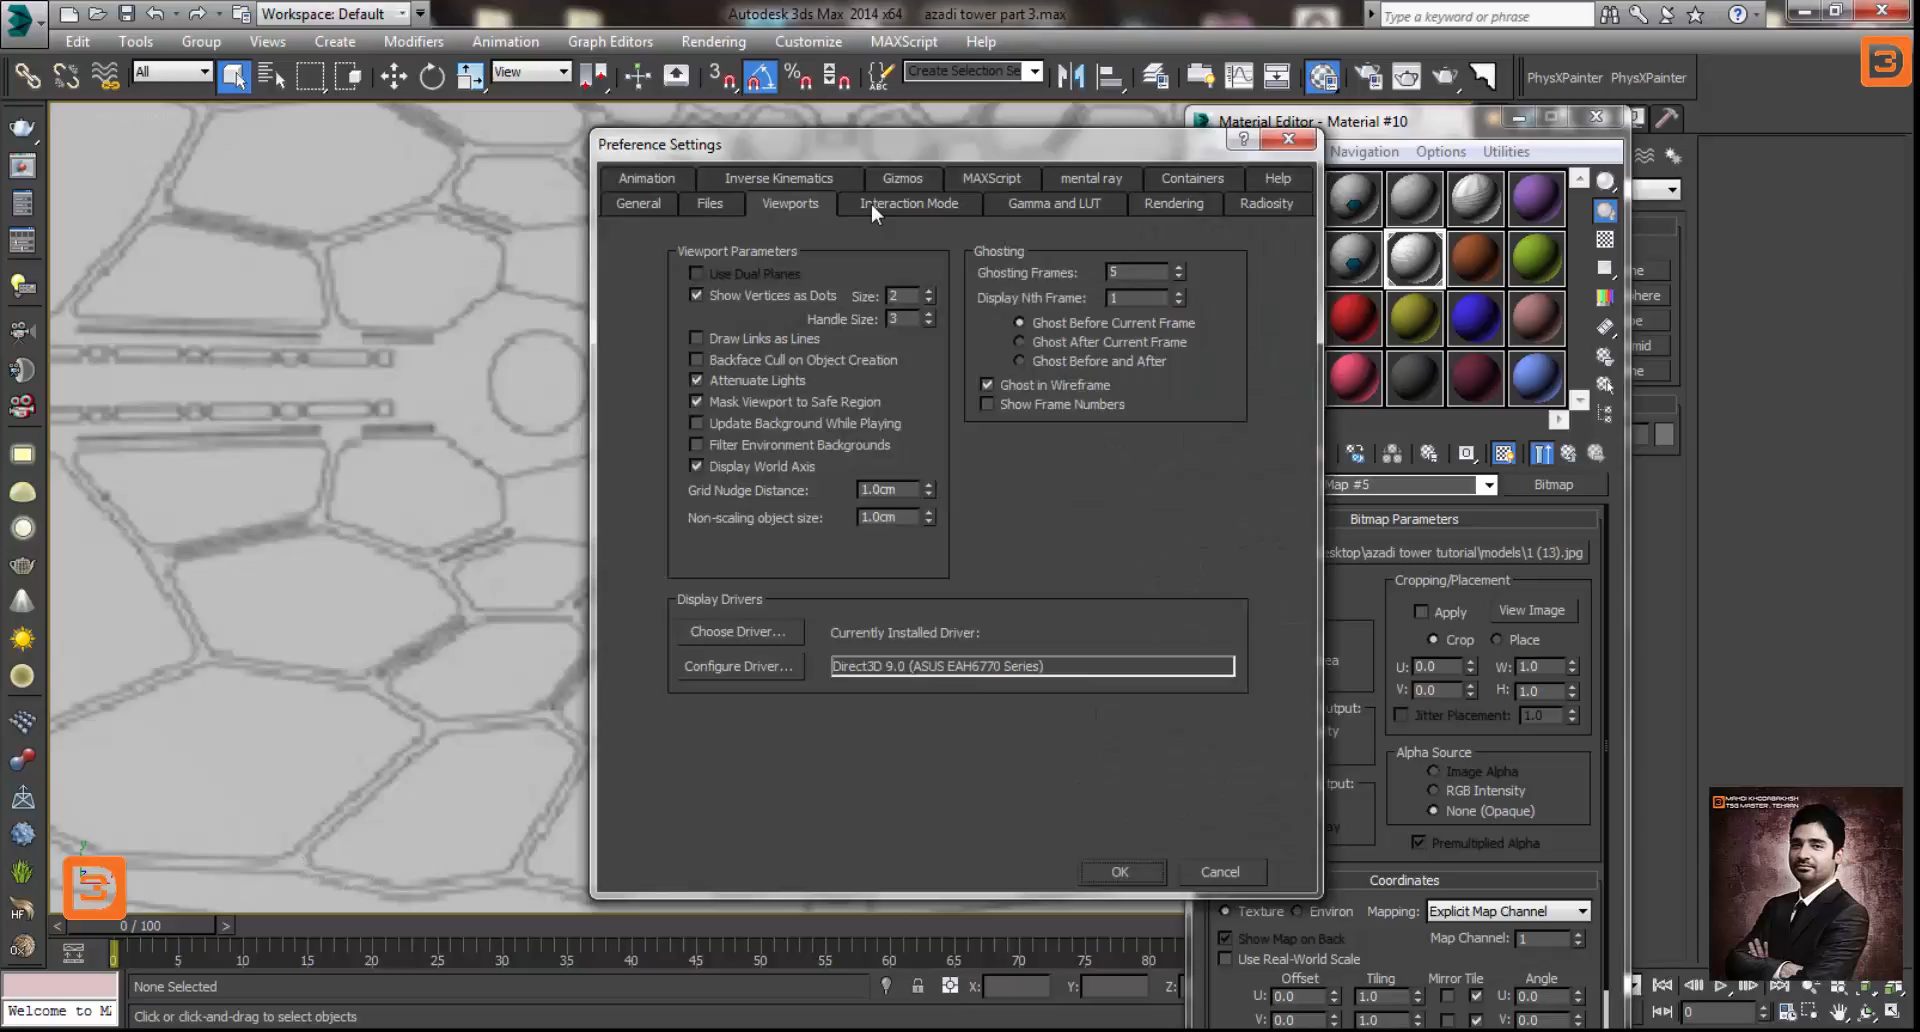 Workspace: Default
Autodesk 3ds Max 2014 x64
azadi tower part 3.max
Type a keyword or phrase
Edit Tools Group Views Create Modifiers Animation Graph Editors Rendering Customize MAXScript Help
All
View
3
%
ABC
Create Selection Se
PhysXPainter PhysXPainter
Material Editor - Material #10
Navigation Options Utilities
Preference Settings
Animation Inverse Kinematics Gizmos MAXScript mental ray Containers Help
General Files Viewports Interaction Mode Gamma and LUT Rendering Radiosity
Viewport Parameters
Use Dual Planes
Show Vertices as Dots Size: 2
Handle Size: 3
Draw Links as Lines
Backface Cull on Object Creation
Attenuate Lights
Mask Viewport to Safe Region
Update Background While Playing
Filter Environment Backgrounds
Display World Axis
Grid Nudge Distance: 1.0cm
Non-scaling object size: 1.0cm
Ghosting
Ghosting Frames: 5
Display Nth Frame: 1
Ghost Before Current Frame
Ghost After Current Frame
Ghost Before and After
Ghost in Wireframe
Show Frame Numbers
Display Drivers
Choose Driver...
Currently Installed Driver:
Configure Driver...
Direct3D 9.0 (ASUS EAH6770 Series)
OK Cancel
Map #5 Bitmap
Bitmap Parameters
esktop\azadi tower tutorial\models\1 (13).jpg
Cropping/Placement
Apply View Image
Crop Place
U: 0.0 W: 1.0
V: 0.0 H: 1.0
Jitter Placement: 1.0
Alpha Source
Image Alpha
RGB Intensity
None (Opaque)
Premultiplied Alpha
Coordinates
Texture Environ Mapping: Explicit Map Channel
Show Map on Back Map Channel: 1
Use Real-World Scale
Offset Tiling Mirror Tile Angle
U: 0.0 1.0 U: 0.0
V: 0.0 1.0 V: 0.0
MAHDI KHODABAKHSH
TSG MASTER . TEHRAN
HF
0 / 100
0 5 10 15 20 25 30 35 40 45 50 55 60 65 70 75 80
None Selected X: Y: Z:
Welcome to M
Click or click-and-drag to select objects
0